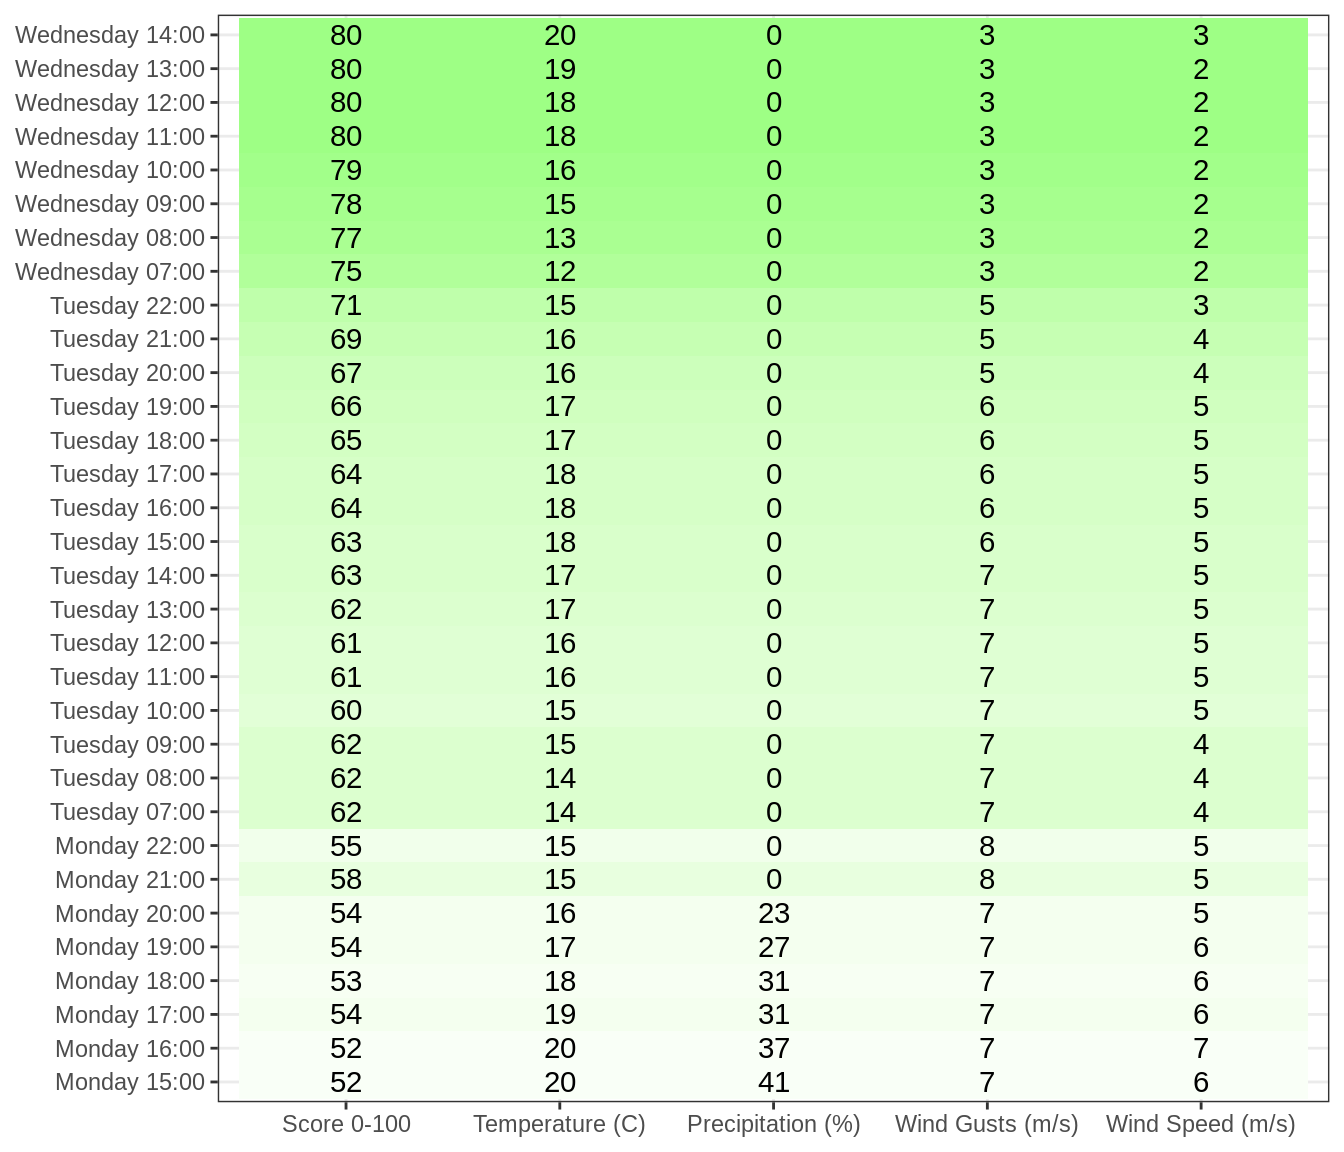 Wednesday 14:00 80 20 0 3 3
Wednesday 13:00 80 19 0 3 2
Wednesday 12:00 80 18 0 3 2
Wednesday 11:00 80 18 0 3 2
Wednesday 10:00 79 16 0 3 2
Wednesday 09:00 78 15 0 3 2
Wednesday 08:00 77 13 0 3 2
Wednesday 07:00 75 12 0 3 2
Tuesday 22:00 71 15 0 5 3
Tuesday 21:00 69 16 0 5 4
Tuesday 20:00 67 16 0 5 4
Tuesday 19:00 66 17 0 6 5
Tuesday 18:00 65 17 0 6 5
Tuesday 17:00 64 18 0 6 5
Tuesday 16:00 64 18 0 6 5
Tuesday 15:00 63 18 0 6 5
Tuesday 14:00 63 17 0 7 5
Tuesday 13:00 62 17 0 7 5
Tuesday 12:00 61 16 0 7 5
Tuesday 11:00 61 16 0 7 5
Tuesday 10:00 60 15 0 7 5
Tuesday 09:00 62 15 0 7 4
Tuesday 08:00 62 14 0 7 4
Tuesday 07:00 62 14 0 7 4
Monday 22:00 55 15 0 8 5
Monday 21:00 58 15 0 8 5
Monday 20:00 54 16 23 7 5
Monday 19:00 54 17 27 7 6
Monday 18:00 53 18 31 7 6
Monday 17:00 54 19 31 7 6
Monday 16:00 52 20 37 7 7
Monday 15:00 52 20 41 7 6
Score 0-100 Temperature (C) Precipitation (%) Wind Gusts (m/s) Wind Speed (m/s)